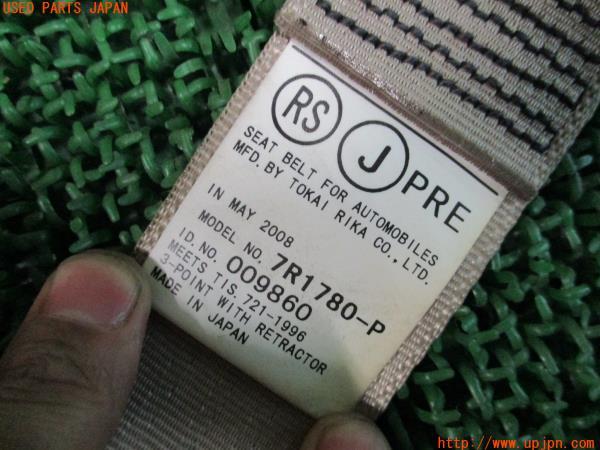 USED PARTS JAPAN
RS J PRE
SEAT BELT FOR AUTOMOBILES
MFD. BY TOKAI RIKA CO., LTD.
IN MAY 2008
MODEL NO. 7R1780-P
ID. NO. 009860
MEETS TIS 721-1996
3-POINT WITH RETRACTOR
MADE IN JAPAN
http://www.upjpn.com/